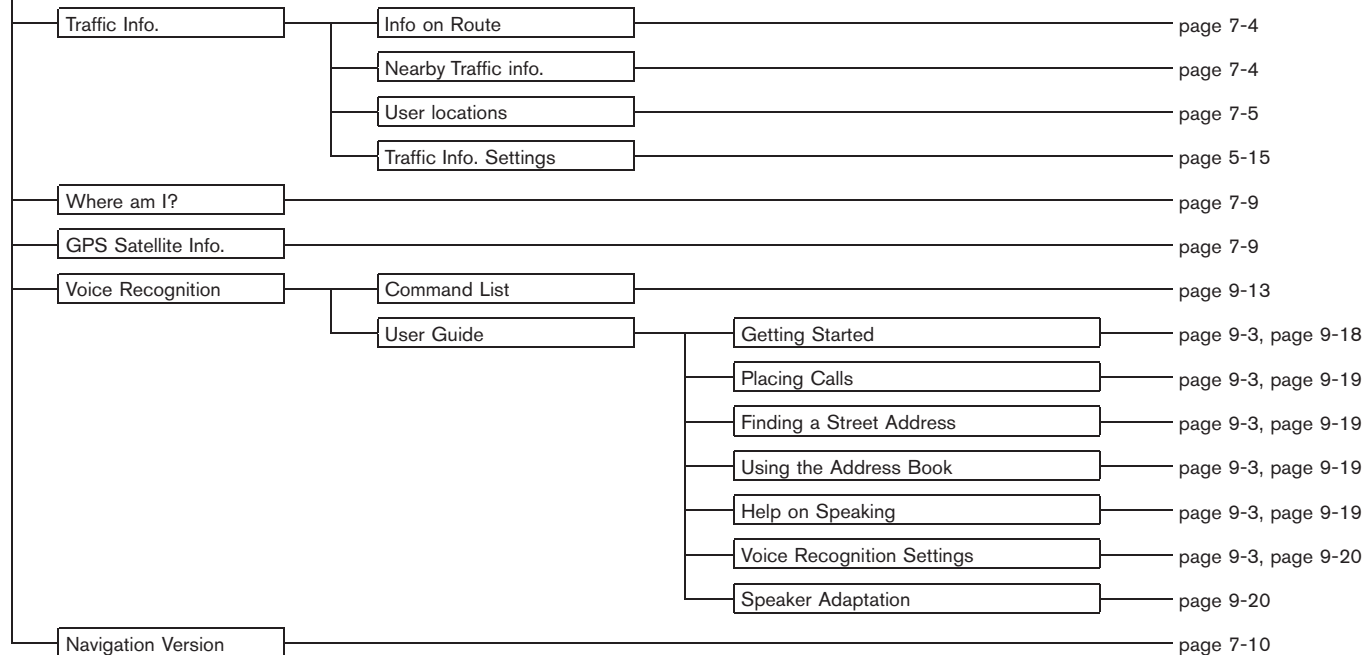 Traffic Info. Info on Route page 7-4
Nearby Traffic info. page 7-4
User locations page 7-5
Traffic Info. Settings page 5-15
Where am I? page 7-9
GPS Satellite Info. page 7-9
Voice Recognition Command List page 9-13
User Guide Getting Started page 9-3, page 9-18
Placing Calls page 9-3, page 9-19
Finding a Street Address page 9-3, page 9-19
Using the Address Book page 9-3, page 9-19
Help on Speaking page 9-3, page 9-19
Voice Recognition Settings page 9-3, page 9-20
Speaker Adaptation page 9-20
Navigation Version page 7-10